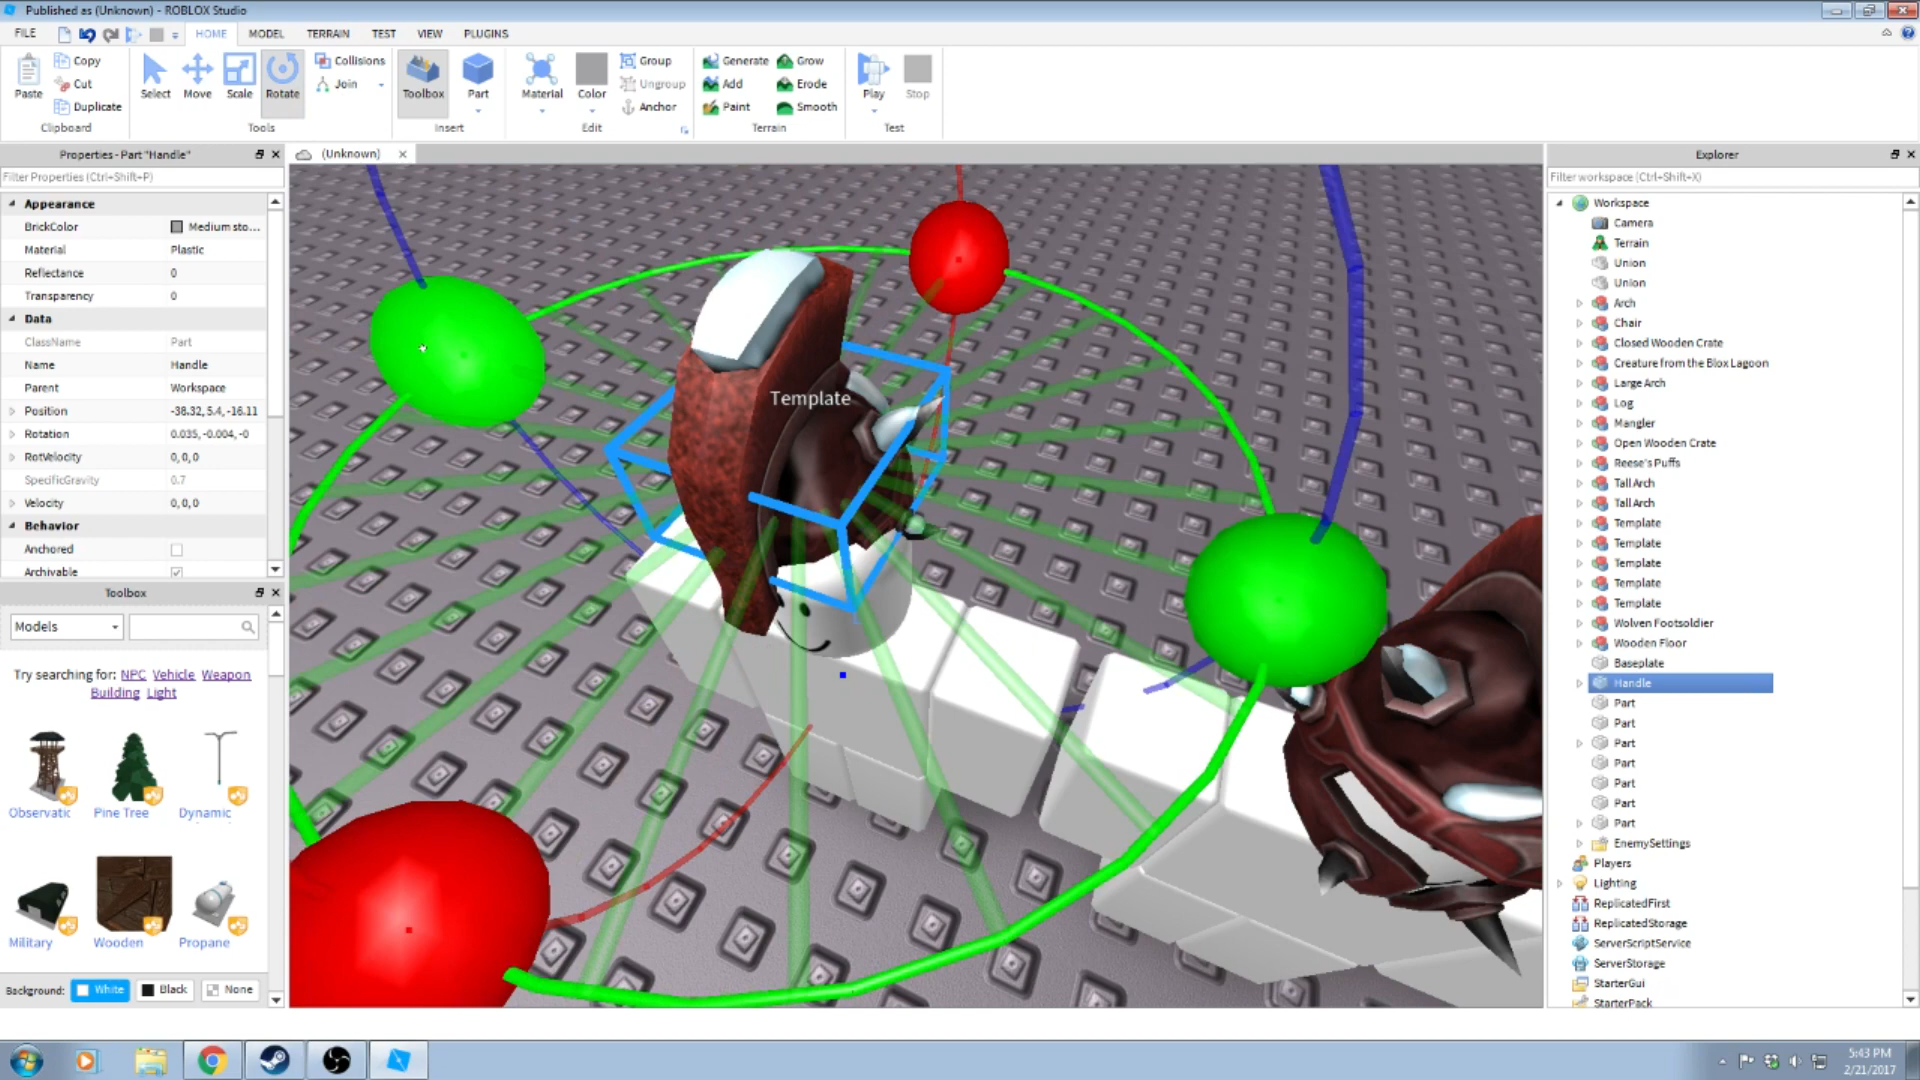 Published as (Unknown) - ROBLOX Studio
FILE HOME MODEL TERRAIN TEST VIEW PLUGINS
Paste Copy Cut Duplicate Clipboard
Select Move Scale Rotate Collisions Join Tools
Toolbox Part Insert
Material Color Group Ungroup Anchor Edit
Generate Grow Add Erode Paint Smooth Terrain
Play Stop Test
Properties - Part "Handle"
Filter Properties (Ctrl+Shift+P)
Appearance
BrickColor Medium sto...
Material Plastic
Reflectance 0
Transparency 0
Data
ClassName Part
Name Handle
Parent Workspace
Position -38.32, 5.4, -16.11
Rotation 0.035, -0.004, -0
RotVelocity 0, 0, 0
SpecificGravity 0.7
Velocity 0, 0, 0
Behavior
Anchored
Archivable
Toolbox
Models
Try searching for: NPC Vehicle Weapon
Building Light
Observatic Pine Tree Dynamic
Military Wooden Propane
Background: White Black None
(Unknown)
Template
Explorer
Filter workspace (Ctrl+Shift+X)
Workspace
Camera
Terrain
Union
Union
Arch
Chair
Closed Wooden Crate
Creature from the Blox Lagoon
Large Arch
Log
Mangler
Open Wooden Crate
Reese's Puffs
Tall Arch
Tall Arch
Template
Template
Template
Template
Template
Wolven Footsoldier
Wooden Floor
Baseplate
Handle
Part
Part
Part
Part
Part
Part
Part
EnemySettings
Players
Lighting
ReplicatedFirst
ReplicatedStorage
ServerScriptService
ServerStorage
StarterGui
StarterPack
5:43 PM
2/21/2017